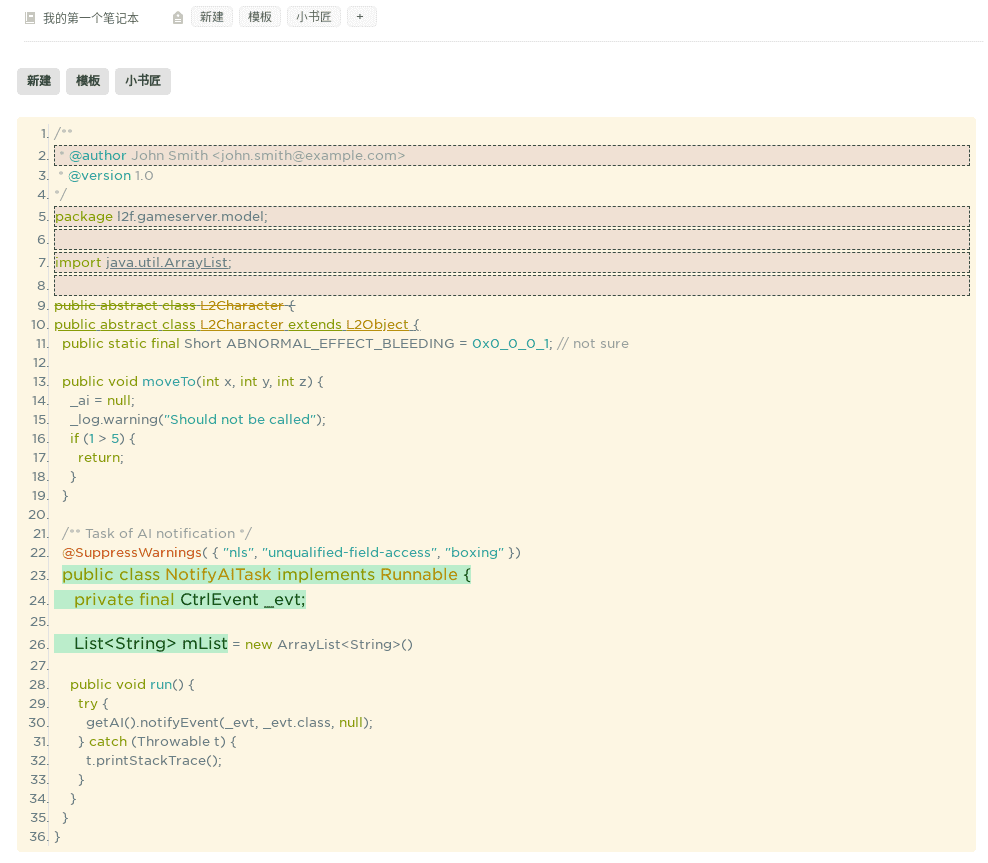 我的第一个笔记本 新建 模板 小书匠 +
新建 模板 小书匠
1. /**
2. * @author John Smith <john.smith@example.com>
3. * @version 1.0
4. */
5. package l2f.gameserver.model;
6.
7. import java.util.ArrayList;
8.
9. public abstract class L2Character {
10. public abstract class L2Character extends L2Object {
11. public static final Short ABNORMAL_EFFECT_BLEEDING = 0x0_0_0_1; // not sure
12.
13. public void moveTo(int x, int y, int z) {
14. _ai = null;
15. _log.warning("Should not be called");
16. if (1 > 5) {
17. return;
18. }
19. }
20.
21. /** Task of AI notification */
22. @SuppressWarnings( { "nls", "unqualified-field-access", "boxing" })
23. public class NotifyAITask implements Runnable {
24. private final CtrlEvent _evt;
25.
26. List<String> mList = new ArrayList<String>()
27.
28. public void run() {
29. try {
30. getAI().notifyEvent(_evt, _evt.class, null);
31. } catch (Throwable t) {
32. t.printStackTrace();
33. }
34. }
35. }
36. }